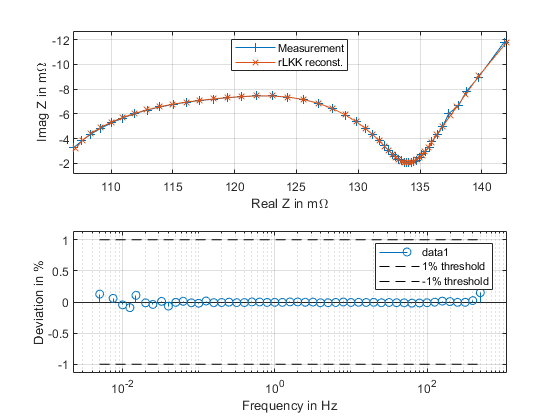 -12
-10
-8
-6
-4
-2
Imag Z in mΩ
Measurement
rLKK reconst.
110
115
120
125
130
135
140
Real Z in mΩ
1
0.5
0
-0.5
-1
Deviation in %
data1
1% threshold
-1% threshold
10^-2
10^0
10^2
Frequency in Hz